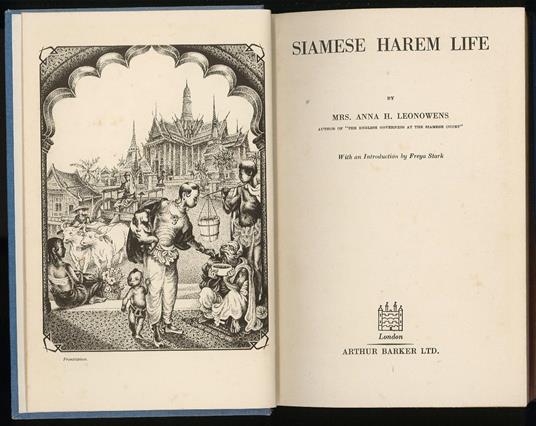 Frontispiece.
SIAMESE HAREM LIFE
BY
MRS. ANNA H. LEONOWENS
AUTHOR OF "THE ENGLISH GOVERNESS AT THE SIAMESE COURT"
With an Introduction by Freya Stark
London
ARTHUR BARKER LTD.